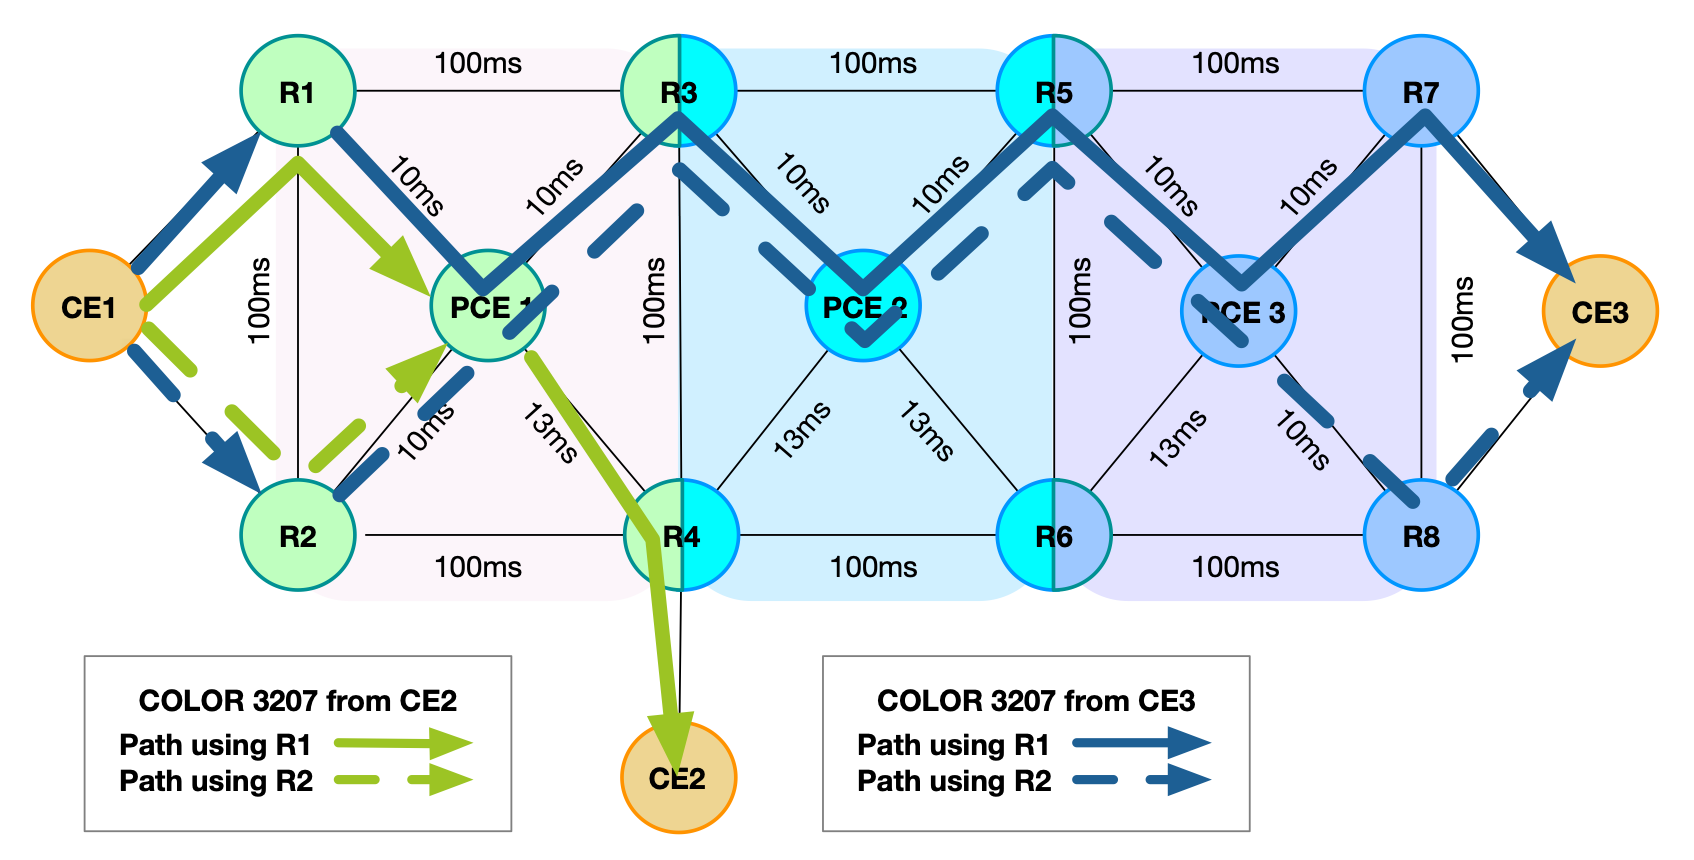 100ms
100ms
100ms
R1
R3
R5
R7
10ms
10ms
10ms
10ms
10ms
10ms
CE1
100ms
PCE 1
100ms
PCE 2
100ms
PCE 3
100ms
CE3
10ms
13ms
13ms
13ms
13ms
10ms
R2
R4
R6
R8
100ms
100ms
100ms
COLOR 3207 from CE2
Path using R1
Path using R2
CE2
COLOR 3207 from CE3
Path using R1
Path using R2